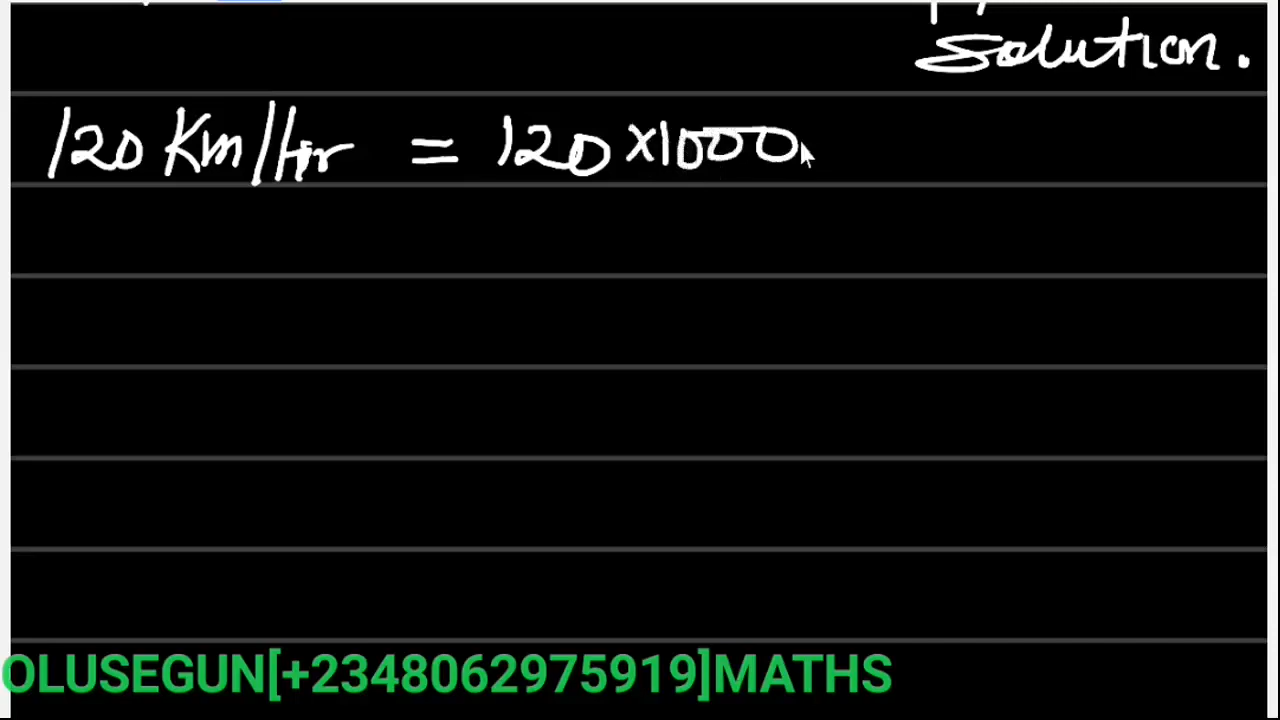 Solution.
120 Km/Hr = 120 x1000
OLUSEGUN[+2348062975919]MATHS